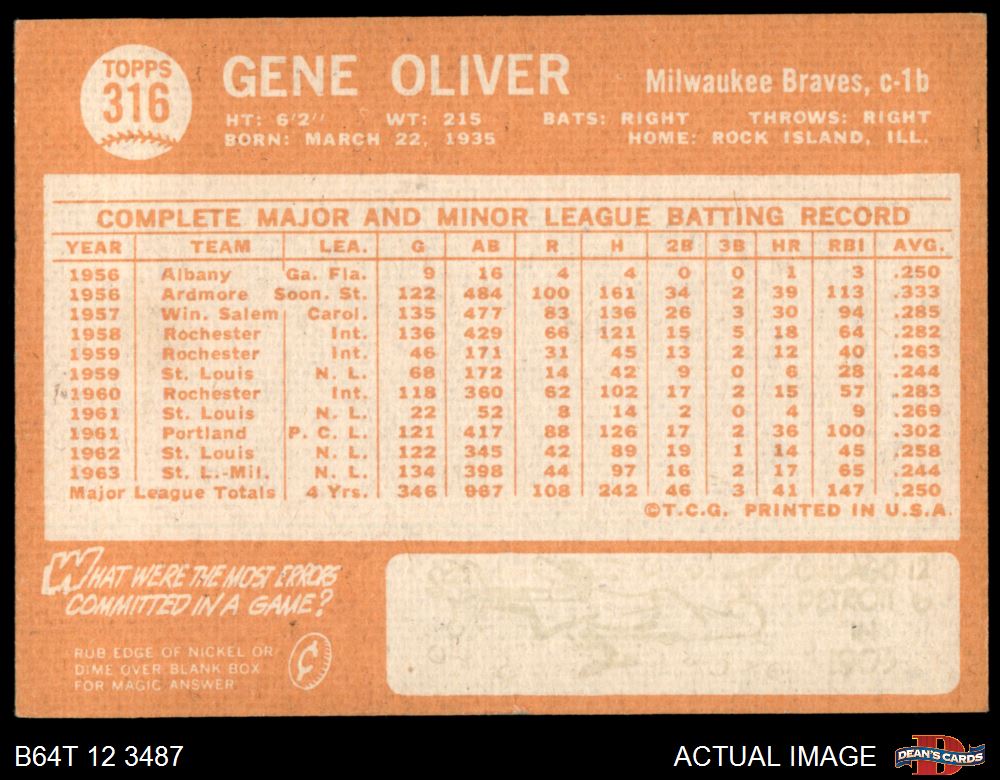 TOPPS
316
GENE OLIVER
Milwaukee Braves, c-1b
HT: 6'2" WT: 215 BATS: RIGHT THROWS: RIGHT
BORN: MARCH 22, 1935 HOME: ROCK ISLAND, ILL.
COMPLETE MAJOR AND MINOR LEAGUE BATTING RECORD
YEAR TEAM LEA. G AB R H 2B 3B HR RBI AVG.
1956 Albany Ga. Fla. 9 16 4 4 0 0 1 3 .250
1956 Ardmore Soon. St. 122 484 100 161 34 2 39 113 .333
1957 Win. Salem Carol. 135 477 83 136 26 3 30 94 .285
1958 Rochester Int. 136 429 66 121 15 5 18 64 .282
1959 Rochester Int. 46 171 31 45 13 2 12 40 .263
1959 St. Louis N. L. 68 172 14 42 9 0 6 28 .244
1960 Rochester Int. 118 360 62 102 17 2 15 57 .283
1961 St. Louis N. L. 22 52 8 14 2 0 4 9 .269
1961 Portland P. C. L. 121 417 88 126 17 2 36 100 .302
1962 St. Louis N. L. 122 345 42 89 19 1 14 45 .258
1963 St. L.-Mil. N. L. 134 398 44 97 16 2 17 65 .244
Major League Totals 4 Yrs. 346 967 108 242 46 3 41 147 .250
©T.C.G. PRINTED IN U.S.A.
WHAT WERE THE MOST ERRORS
COMMITTED IN A GAME?
RUB EDGE OF NICKEL OR
DIME OVER BLANK BOX
FOR MAGIC ANSWER
B64T 12 3487
ACTUAL IMAGE
DEAN'S CARDS